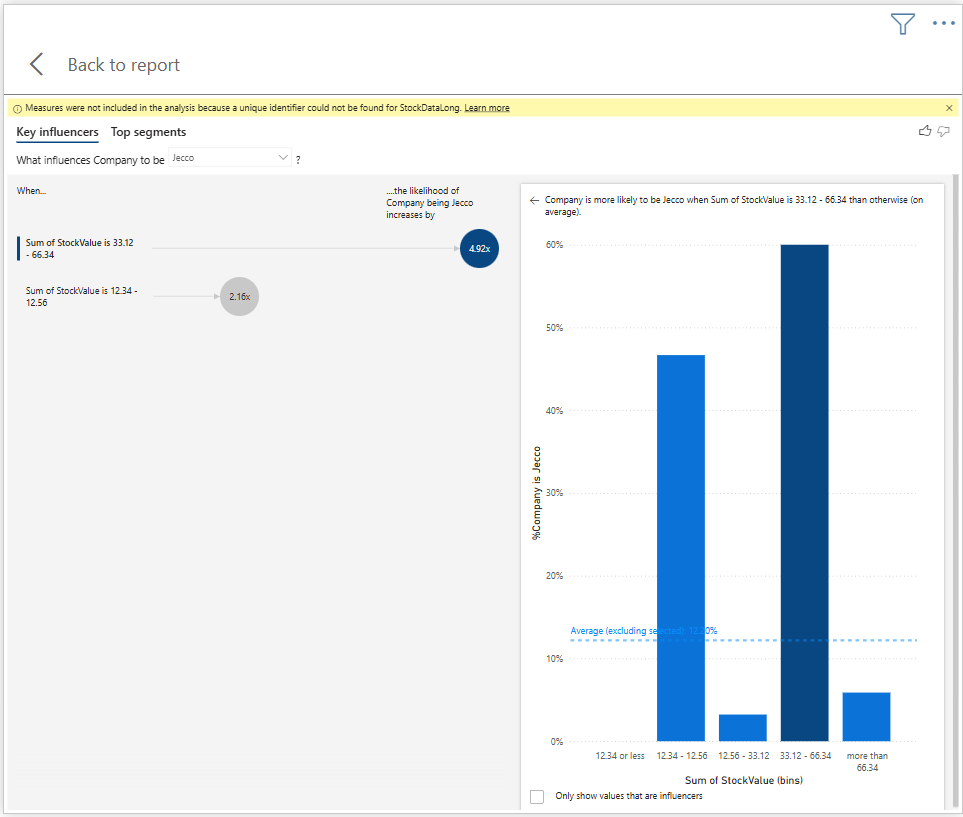 Back to report
Measures were not included in the analysis because a unique identifier could not be found for StockDataLong. Learn more
Key influencers Top segments
What influences Company to be Jecco ?
When...
....the likelihood of
Company being Jecco
increases by
Sum of StockValue is 33.12
- 66.34
4.92x
Sum of StockValue is 12.34 -
12.56
2.16x
Company is more likely to be Jecco when Sum of StockValue is 33.12 - 66.34 than otherwise (on
average).
60%
50%
40%
30%
20%
10%
0%
%Company is Jecco
Average (excluding selected): 12.20%
12.34 or less
12.34 - 12.56
12.56 - 33.12
33.12 - 66.34
more than
66.34
Sum of StockValue (bins)
Only show values that are influencers